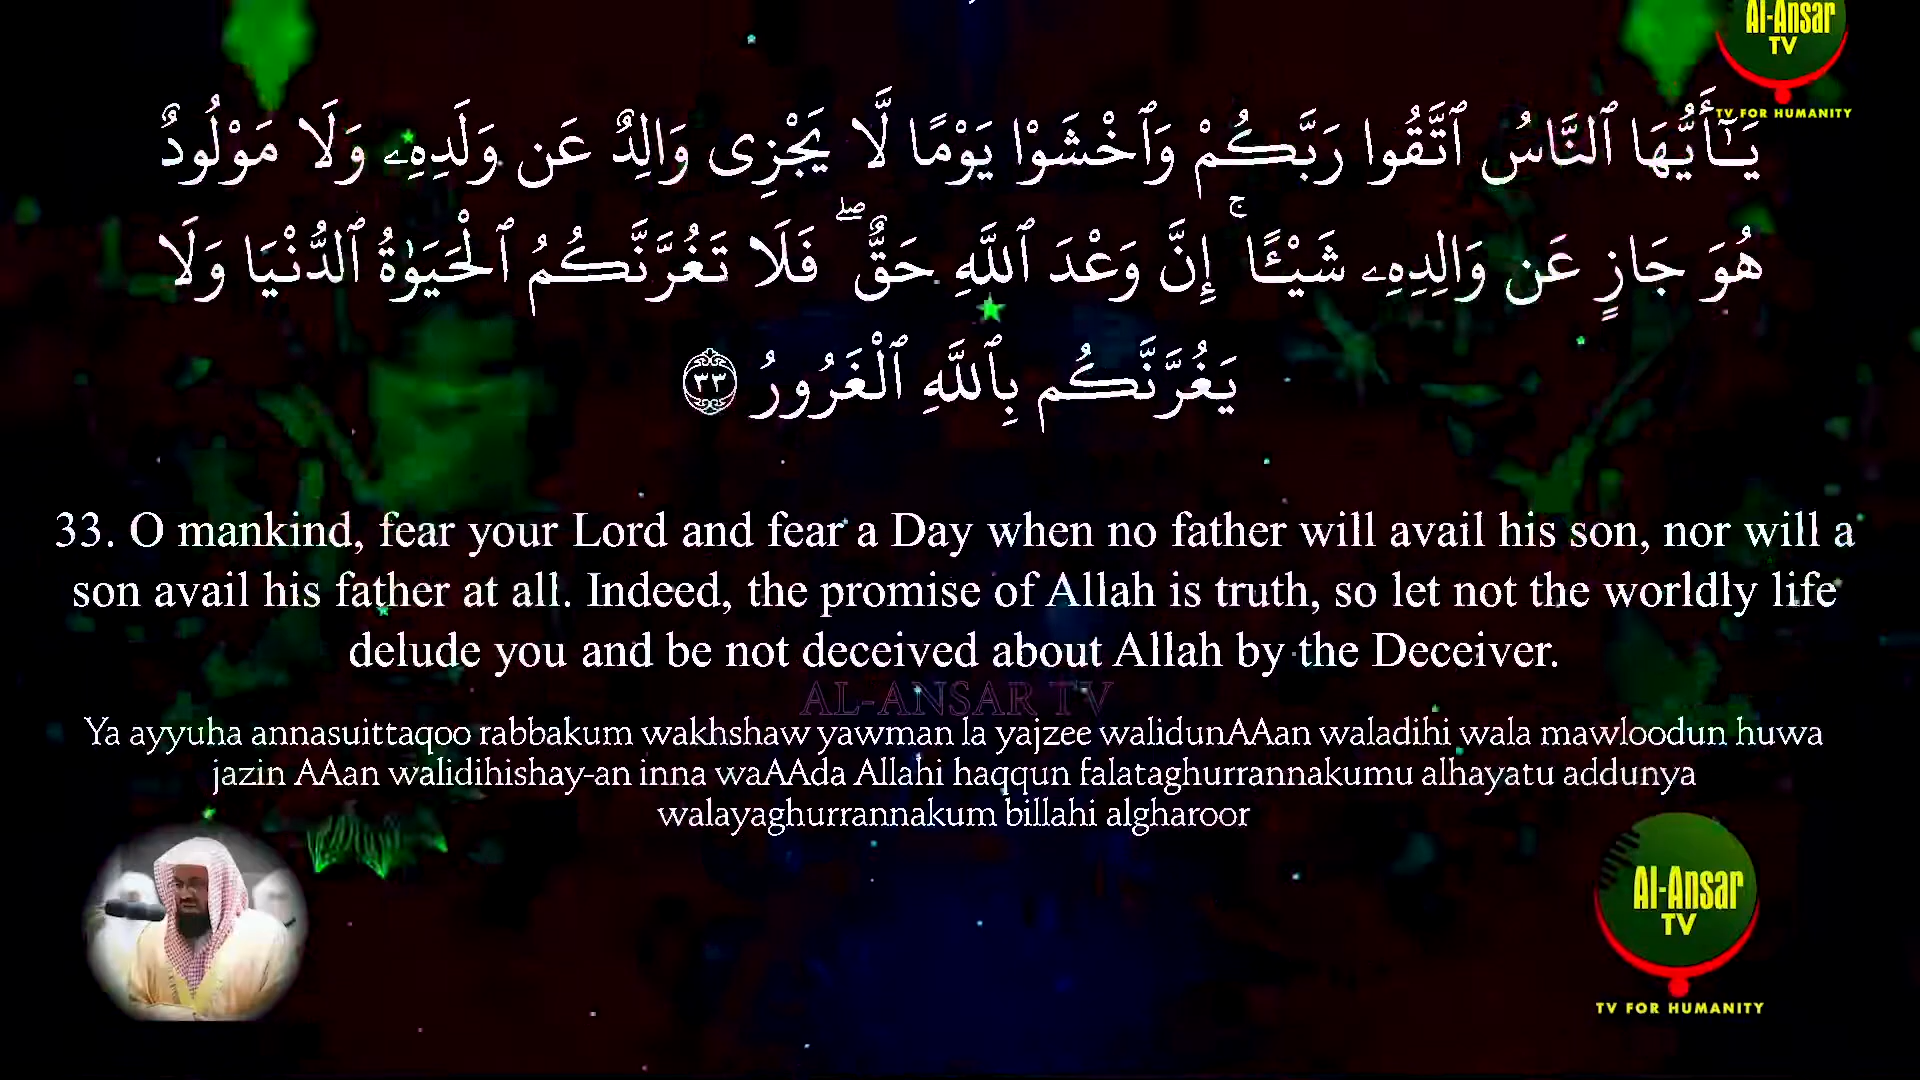 Al-Ansar
TV
TV FOR HUMANITY
يَـٰٓأَيُّهَا ٱلنَّاسُ ٱتَّقُوا رَبَّكُمْ وَٱخْشَوْا يَوْمًا لَّا يَجْزِى وَالِدٌ عَن وَلَدِهِۦ وَلَا مَوْلُودٌ
هُوَ جَازٍ عَن وَالِدِهِۦ شَيْـًٔا ۚ إِنَّ وَعْدَ ٱللَّهِ حَقٌّ ۖ فَلَا تَغُرَّنَّكُمُ ٱلْحَيَوٰةُ ٱلدُّنْيَا وَلَا
يَغُرَّنَّكُم بِٱللَّهِ ٱلْغَرُورُ ٣٣
33. O mankind, fear your Lord and fear a Day when no father will avail his son, nor will a
son avail his father at all. Indeed, the promise of Allah is truth, so let not the worldly life
delude you and be not deceived about Allah by the Deceiver.
AL-ANSAR TV
Ya ayyuha annasuittaqoo rabbakum wakhshaw yawman la yajzee walidunAAan waladihi wala mawloodun huwa
jazin AAan walidihishay-an inna waAAda Allahi haqqun falataghurrannakumu alhayatu addunya
walayaghurrannakum billahi algharoor
Al-Ansar
TV
TV FOR HUMANITY